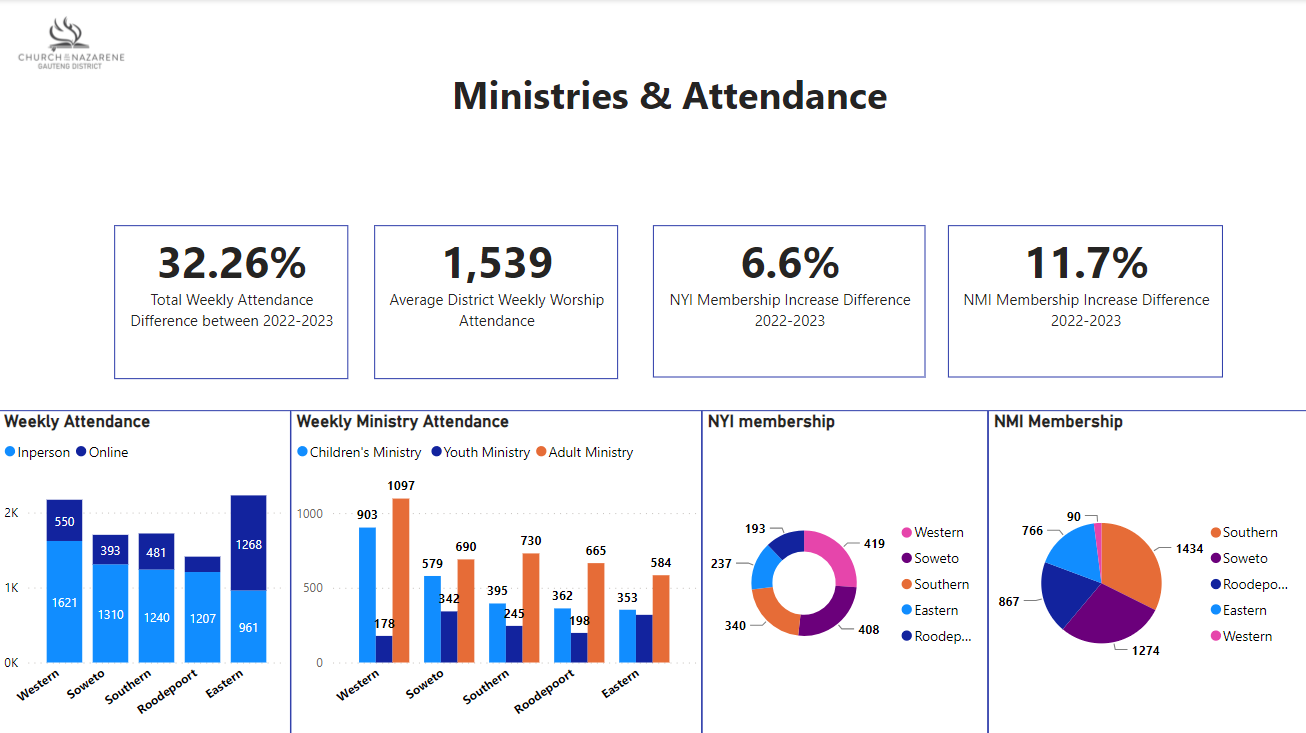 CHURCH OF THE NAZARENE
GAUTENG DISTRICT
Ministries & Attendance
32.26%
Total Weekly Attendance
Difference between 2022-2023
1,539
Average District Weekly Worship
Attendance
6.6%
NYI Membership Increase Difference
2022-2023
11.7%
NMI Membership Increase Difference
2022-2023
Weekly Attendance
Inperson Online
2K
1K
0K
550
393
481
1268
1621
1310
1240
1207
961
Western
Soweto
Southern
Roodepoort
Eastern
Weekly Ministry Attendance
Children's Ministry Youth Ministry Adult Ministry
1000
500
0
903
178
1097
579
342
690
395
245
730
362
198
665
353
584
Western
Soweto
Southern
Roodepoort
Eastern
NYI membership
193
419
237
340
408
Western
Soweto
Southern
Eastern
Roodep...
NMI Membership
90
766
1434
867
1274
Southern
Soweto
Roodepo...
Eastern
Western